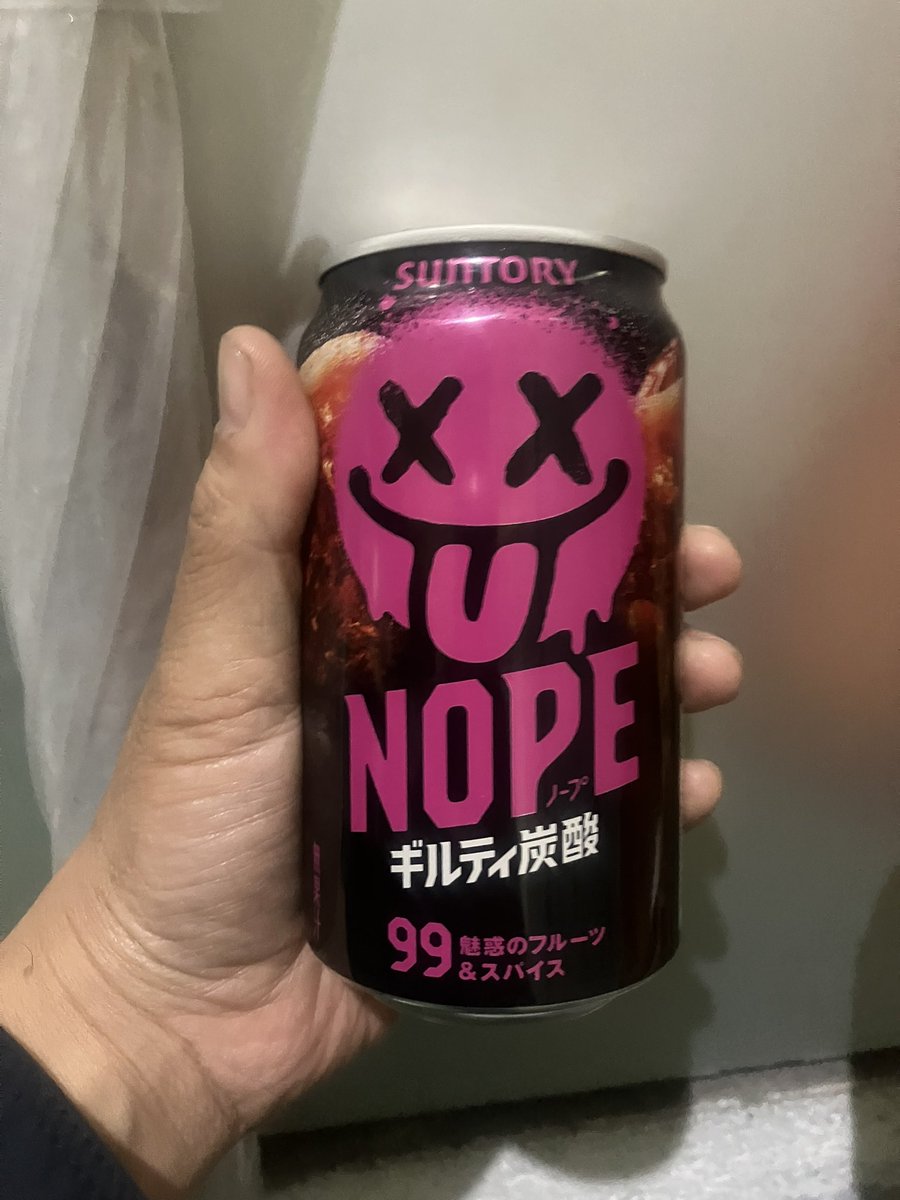 SUNTORY
NOPE
ノープ
ギルティ炭酸
99 魅惑のフルーツ
&スパイス